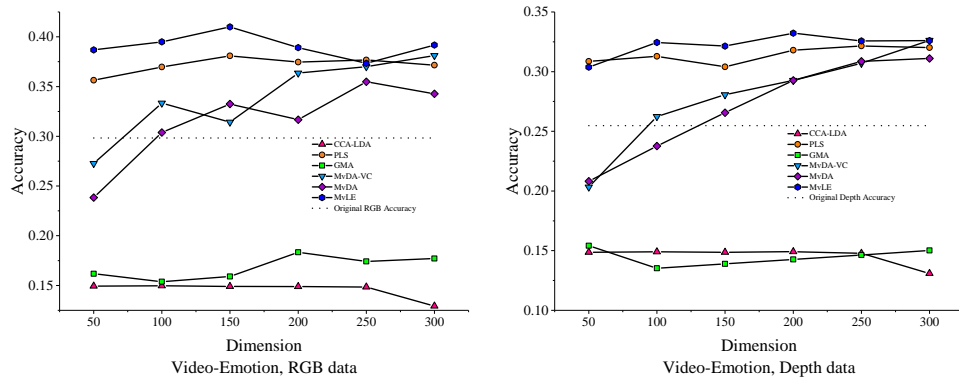 0.40
0.35
0.30
0.25
0.20
0.15
Accuracy
CCA-LDA
PLS
GMA
MvDA-VC
MvDA
MvLE
Original RGB Accuracy
50 100 150 200 250 300
Dimension
Video-Emotion, RGB data
0.35
0.30
0.25
0.20
0.15
0.10
Accuracy
CCA-LDA
PLS
GMA
MvDA-VC
MvDA
MvLE
Original Depth Accuracy
50 100 150 200 250 300
Dimension
Video-Emotion, Depth data